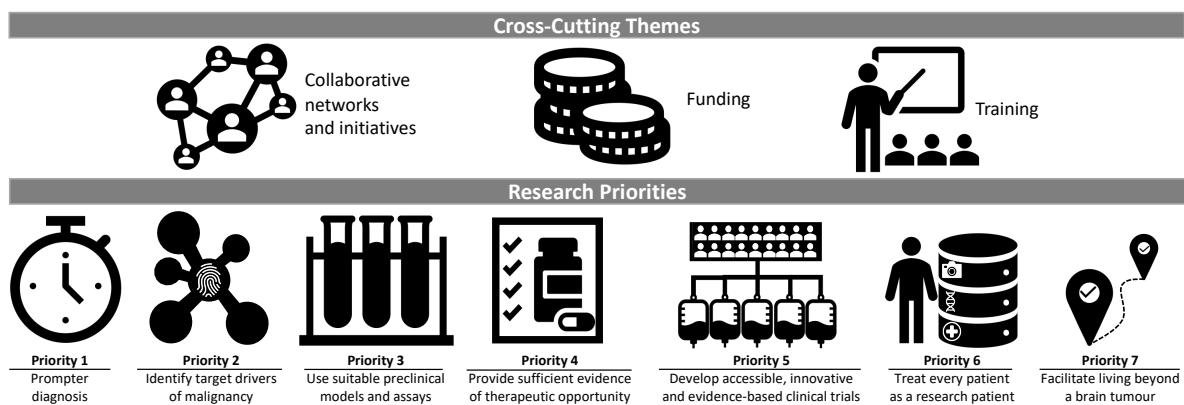 Cross-Cutting Themes
Collaborative
networks
and initiatives
Funding
Training
Research Priorities
Priority 1
Prompter
diagnosis
Priority 2
Identify target drivers
of malignancy
Priority 3
Use suitable preclinical
models and assays
Priority 4
Provide sufficient evidence
of therapeutic opportunity
Priority 5
Develop accessible, innovative
and evidence-based clinical trials
Priority 6
Treat every patient
as a research patient
Priority 7
Facilitate living beyond
a brain tumour